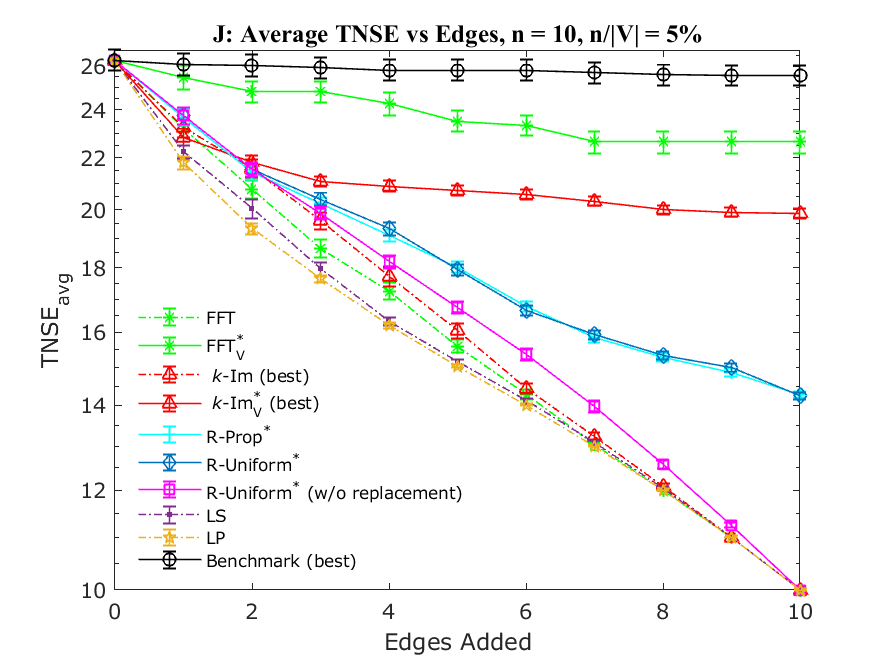 J: Average TNSE vs Edges, n = 10, n/|V| = 5%
TNSE_avg
26
24
22
20
18
16
14
12
10
FFT
FFT*_V
k-Im (best)
k-Im*_V (best)
R-Prop*
R-Uniform*
R-Uniform* (w/o replacement)
LS
LP
Benchmark (best)
0 2 4 6 8 10
Edges Added